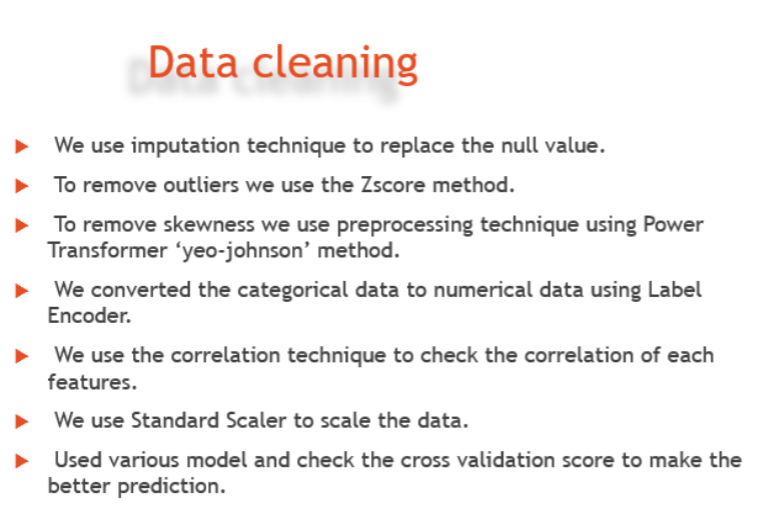 Data cleaning
We use imputation technique to replace the null value.
To remove outliers we use the Zscore method.
To remove skewness we use preprocessing technique using Power
Transformer ‘yeo-johnson’ method.
We converted the categorical data to numerical data using Label
Encoder.
We use the correlation technique to check the correlation of each
features.
We use Standard Scaler to scale the data.
Used various model and check the cross validation score to make the
better prediction.